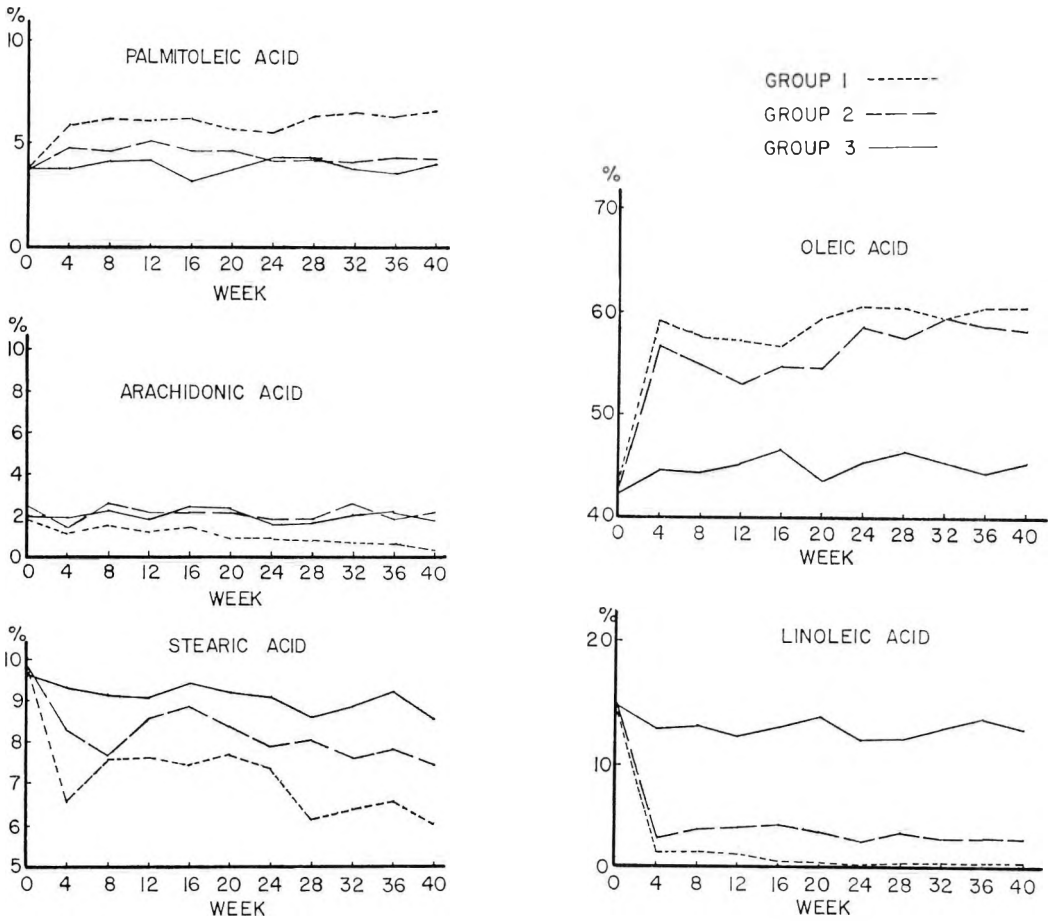 %
10
PALMITOLEIC ACID
5
0
0 4 8 12 16 20 24 28 32 36 40
WEEK
%
10
8
ARACHIDONIC ACID
6
4
2
0
0 4 8 12 16 20 24 28 32 36 40
WEEK
%
STEARIC ACID
10
9
8
7
6
5
0 4 8 12 16 20 24 28 32 36 40
WEEK
GROUP 1
GROUP 2
GROUP 3
%
70
OLEIC ACID
60
50
40
0 4 8 12 16 20 24 28 32 36 40
WEEK
%
20
LINOLEIC ACID
10
0
0 4 8 12 16 20 24 28 32 36 40
WEEK